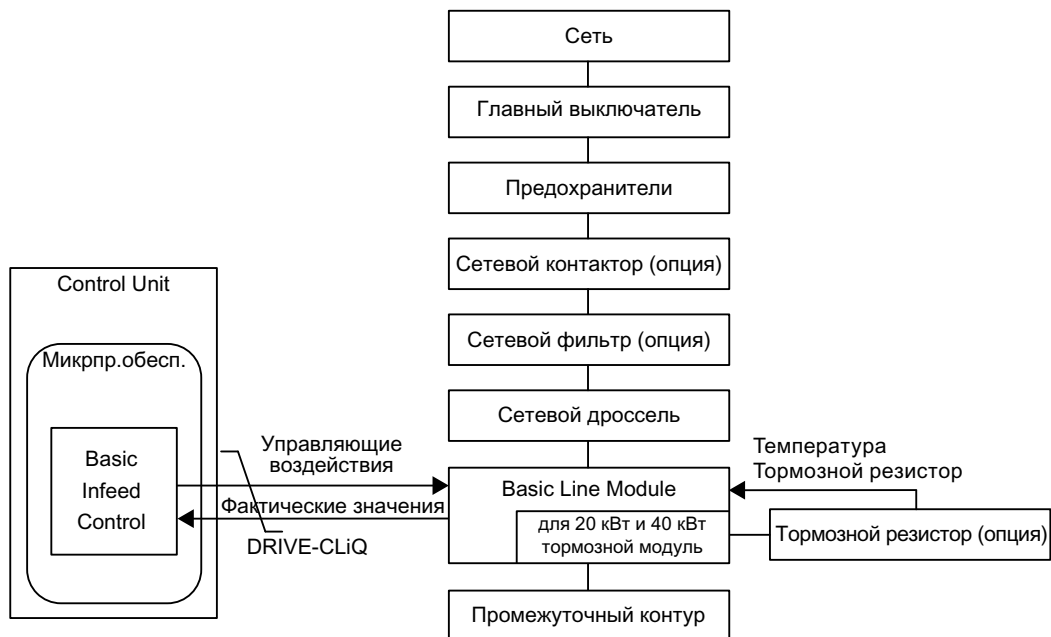 Сеть
Главный выключатель
Предохранители
Сетевой контактор (опция)
Сетевой фильтр (опция)
Сетевой дроссель
Control Unit
Микрпр.обесп.
Basic
Infeed
Control
Управляющие
воздействия
Фактические значения
DRIVE-CLiQ
Basic Line Module
для 20 кВт и 40 кВт
тормозной модуль
Температура
Тормозной резистор
Тормозной резистор (опция)
Промежуточный контур